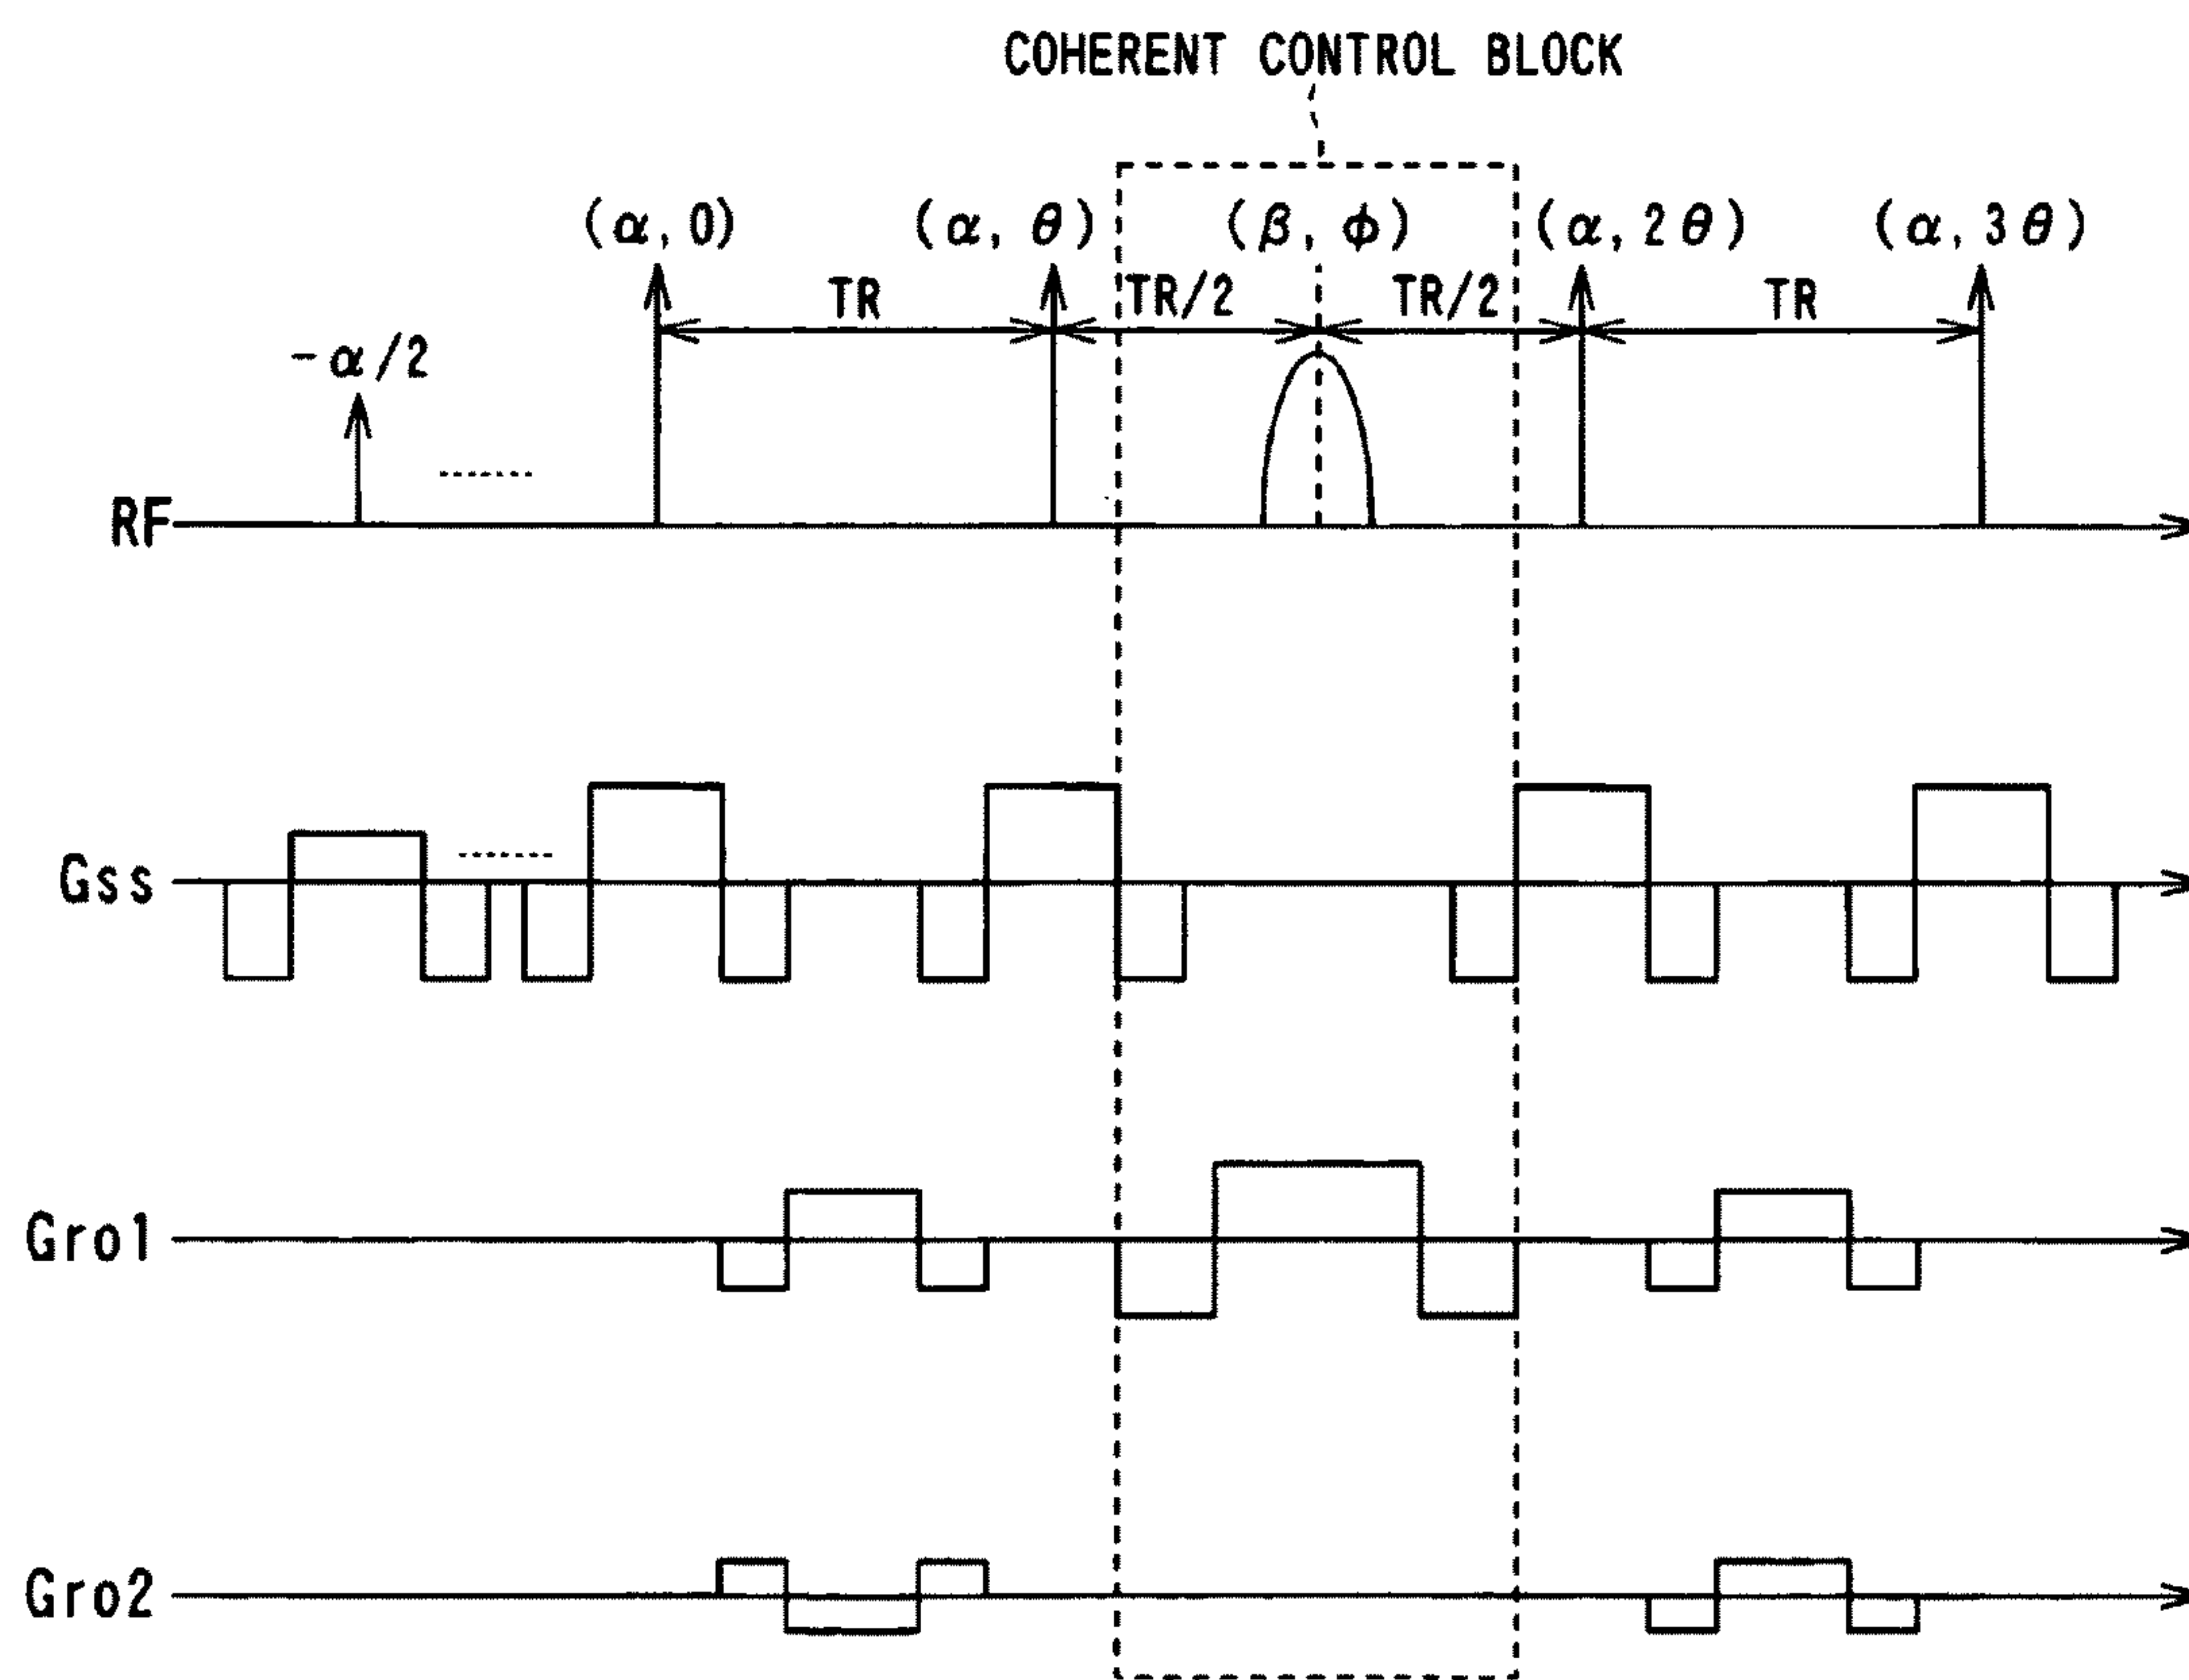 COHERENT CONTROL BLOCK
(α, 0) (α, θ) (β, φ) (α, 2θ) (α, 3θ)
TR TR/2 TR/2 TR
-α/2
RF
Gss
Gro1
Gro2